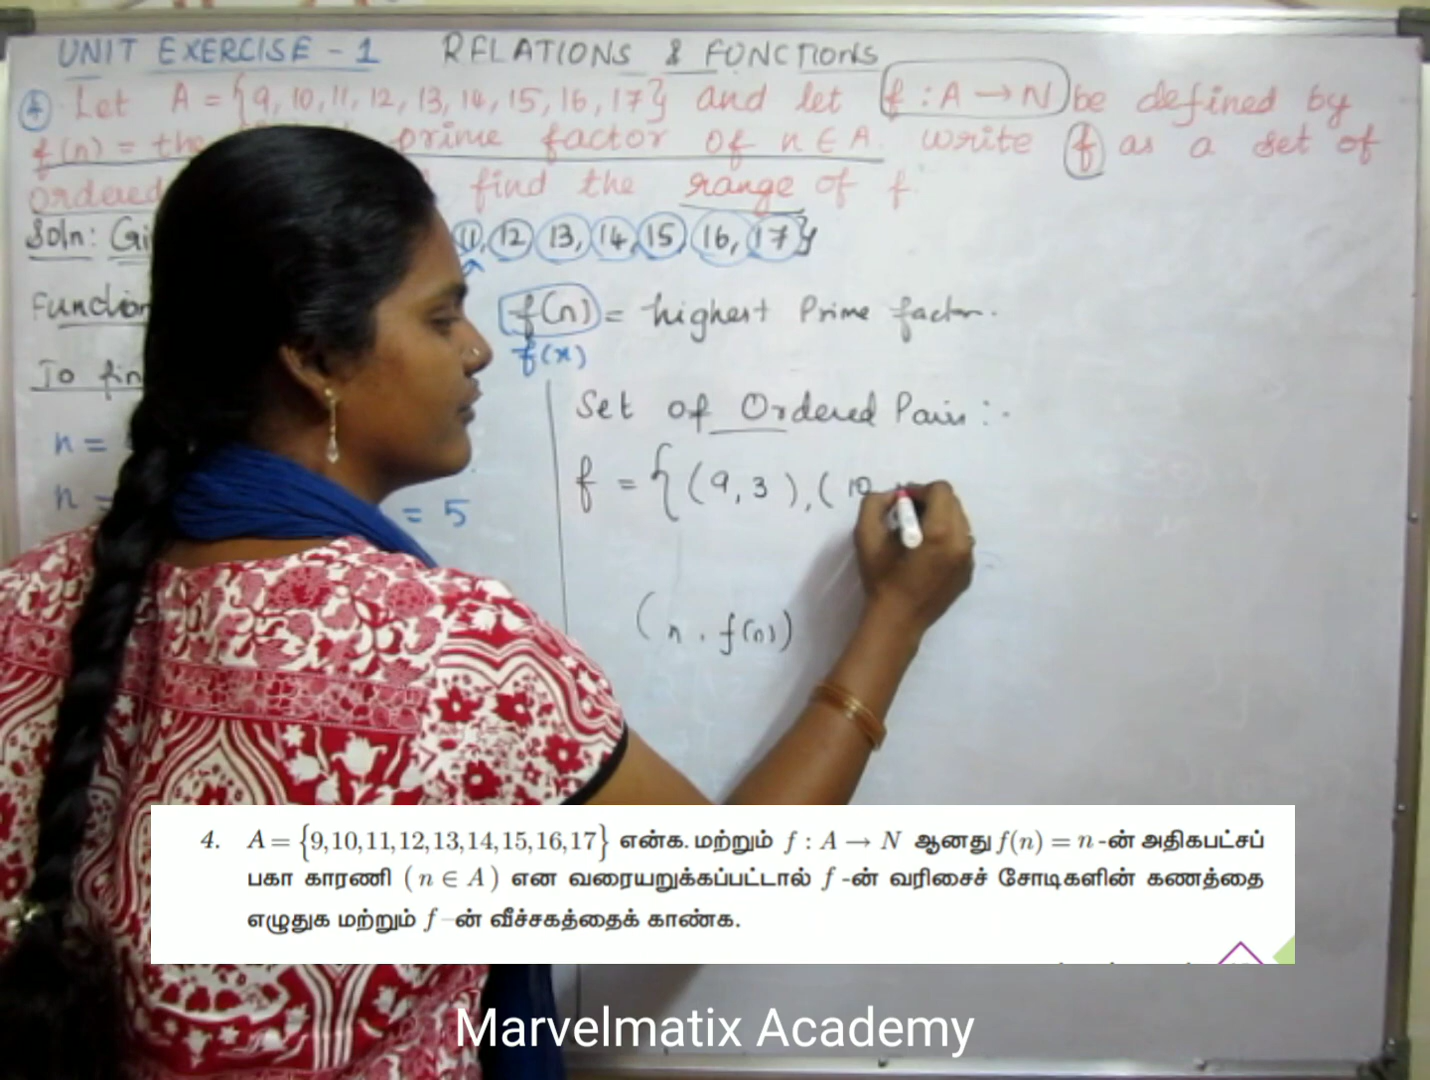 UNIT EXERCISE - 1 RELATIONS & FUNCTIONS
4. Let A = {9, 10, 11, 12, 13, 14, 15, 16, 17} and let f : A → N be defined by
f(n) = the prime factor of n ∈ A. write f as a set of
ordered find the range of f.
Soln: 11, 12, 13, 14, 15, 16, 17}
Function f(n) = highest Prime factor.
f(x)
To
Set of Ordered Pairs :-
n =
f = {(9, 3), (10,
n = = 5
(n, f(n))
4. A = {9,10,11,12,13,14,15,16,17} என்க. மற்றும் f : A → N ஆனது f(n) = n -ன் அதிகபட்சப்
பகா காரணி ( n ∈ A ) என வரையறுக்கப்பட்டால் f -ன் வரிசைச் சோடிகளின் கணத்தை
எழுதுக மற்றும் f –ன் வீச்சகத்தைக் காண்க.
Marvelmatix Academy